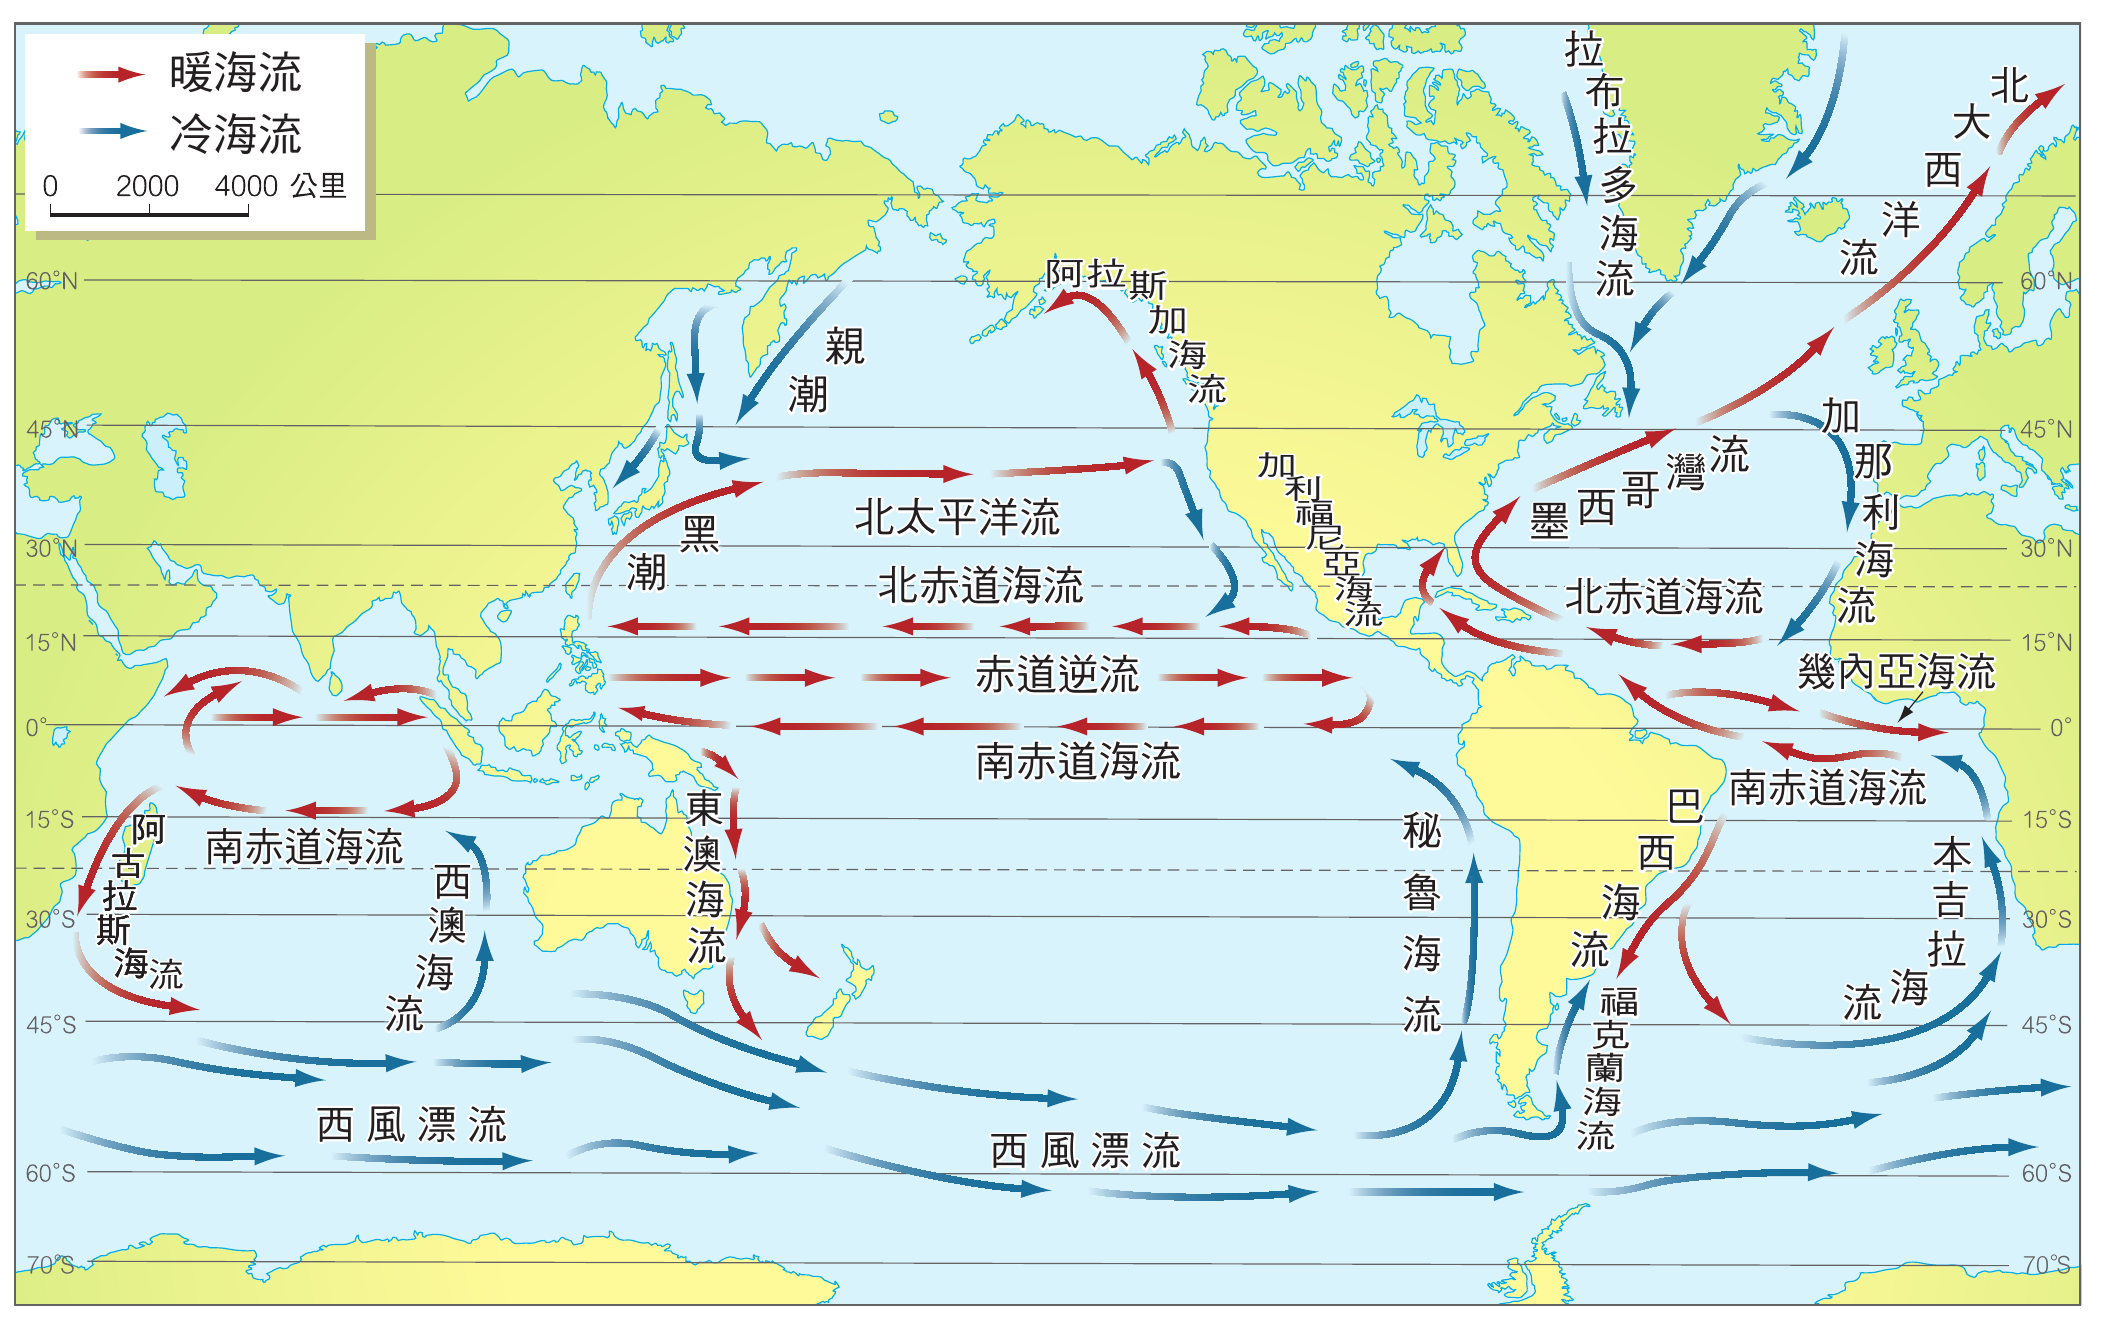 暖海流
冷海流
0 2000 4000 公里
拉布拉多海流
北大西洋流
60°N
60°N
阿拉斯加海流
親潮
45°N
45°N
加那利海流
墨西哥灣流
加利福尼亞海流
北太平洋流
黑潮
30°N
30°N
北赤道海流
北赤道海流
15°N
15°N
赤道逆流
幾內亞海流
0°
0°
南赤道海流
南赤道海流
南赤道海流
15°S
15°S
阿古拉斯海流
西澳海流
東澳海流
秘魯海流
巴西海流
本吉拉海流
30°S
30°S
福克蘭海流
45°S
45°S
西風漂流
西風漂流
60°S
60°S
70°S
70°S